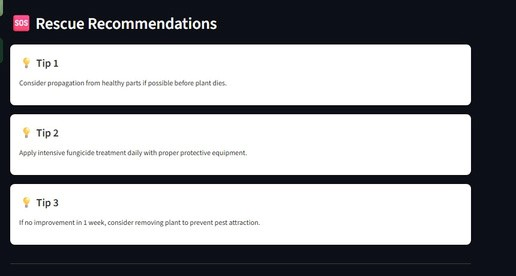 🆘 Rescue Recommendations
💡 Tip 1
Consider propagation from healthy parts if possible before plant dies.
💡 Tip 2
Apply intensive fungicide treatment daily with proper protective equipment.
💡 Tip 3
If no improvement in 1 week, consider removing plant to prevent pest attraction.